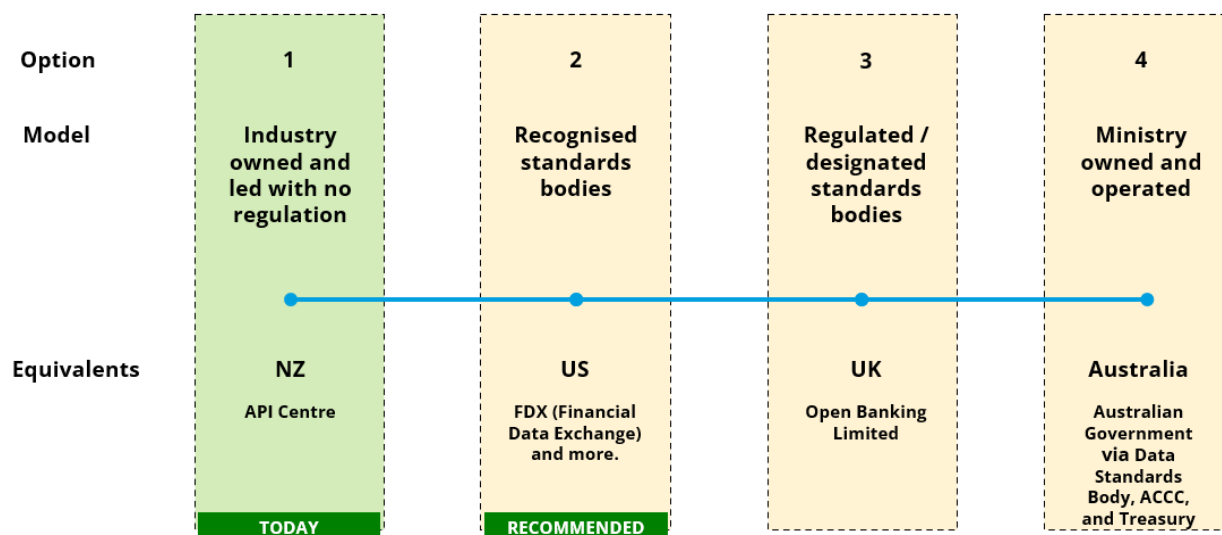 Option
1
2
3
4
Model
Industry
owned and
led with no
regulation
Recognised
standards
bodies
Regulated /
designated
standards
bodies
Ministry
owned and
operated
Equivalents
NZ
API Centre
US
FDX (Financial
Data Exchange)
and more.
UK
Open Banking
Limited
Australia
Australian
Government
via Data
Standards
Body, ACCC,
and Treasury
TODAY
RECOMMENDED